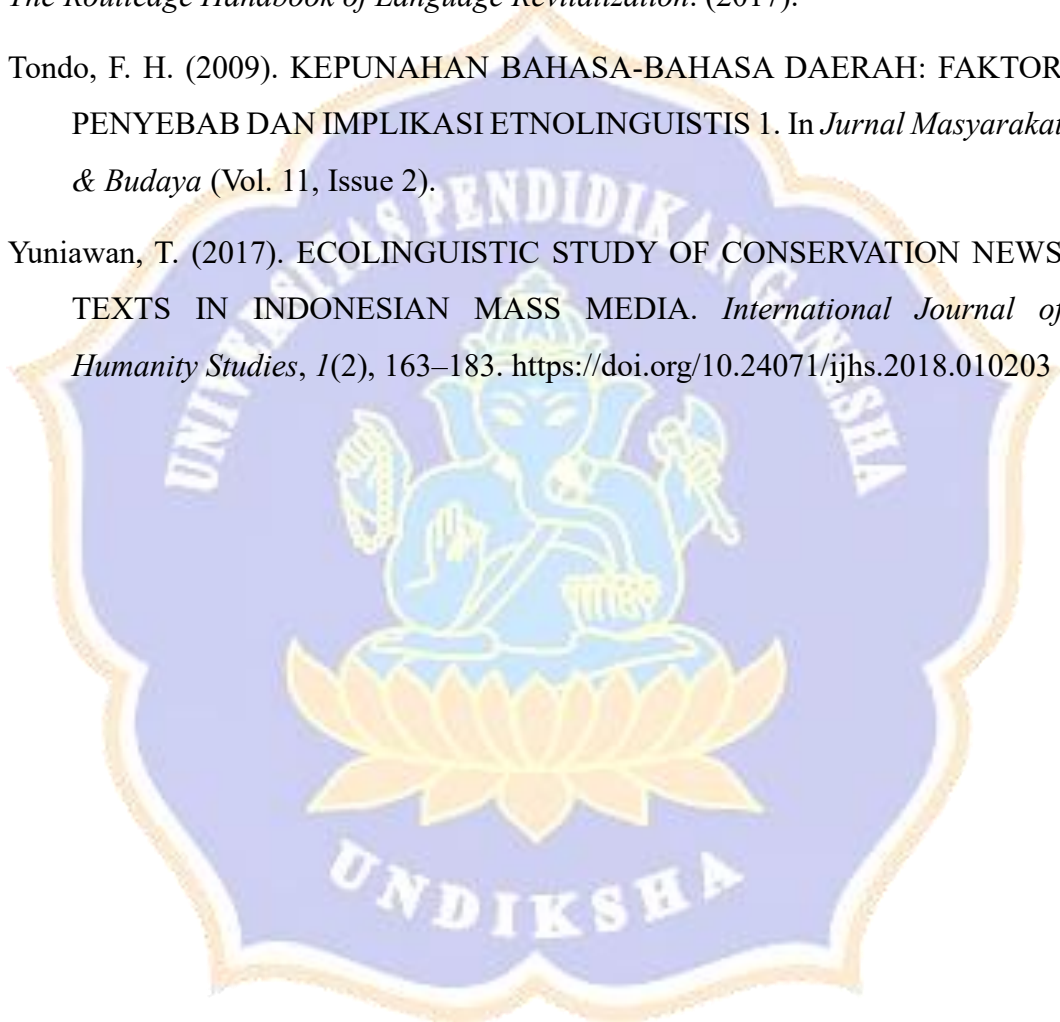 The Routledge Handbook of Language Revitalization. (2017).
Tondo, F. H. (2009). KEPUNAHAN BAHASA-BAHASA DAERAH: FAKTOR
PENYEBAB DAN IMPLIKASI ETNOLINGUISTIS 1. In Jurnal Masyarakat
& Budaya (Vol. 11, Issue 2).
Yuniawan, T. (2017). ECOLINGUISTIC STUDY OF CONSERVATION NEWS
TEXTS IN INDONESIAN MASS MEDIA. International Journal of
Humanity Studies, 1(2), 163–183. https://doi.org/10.24071/ijhs.2018.010203
UNIVERSITAS PENDIDIKAN GANESHA
UNDIKSHA